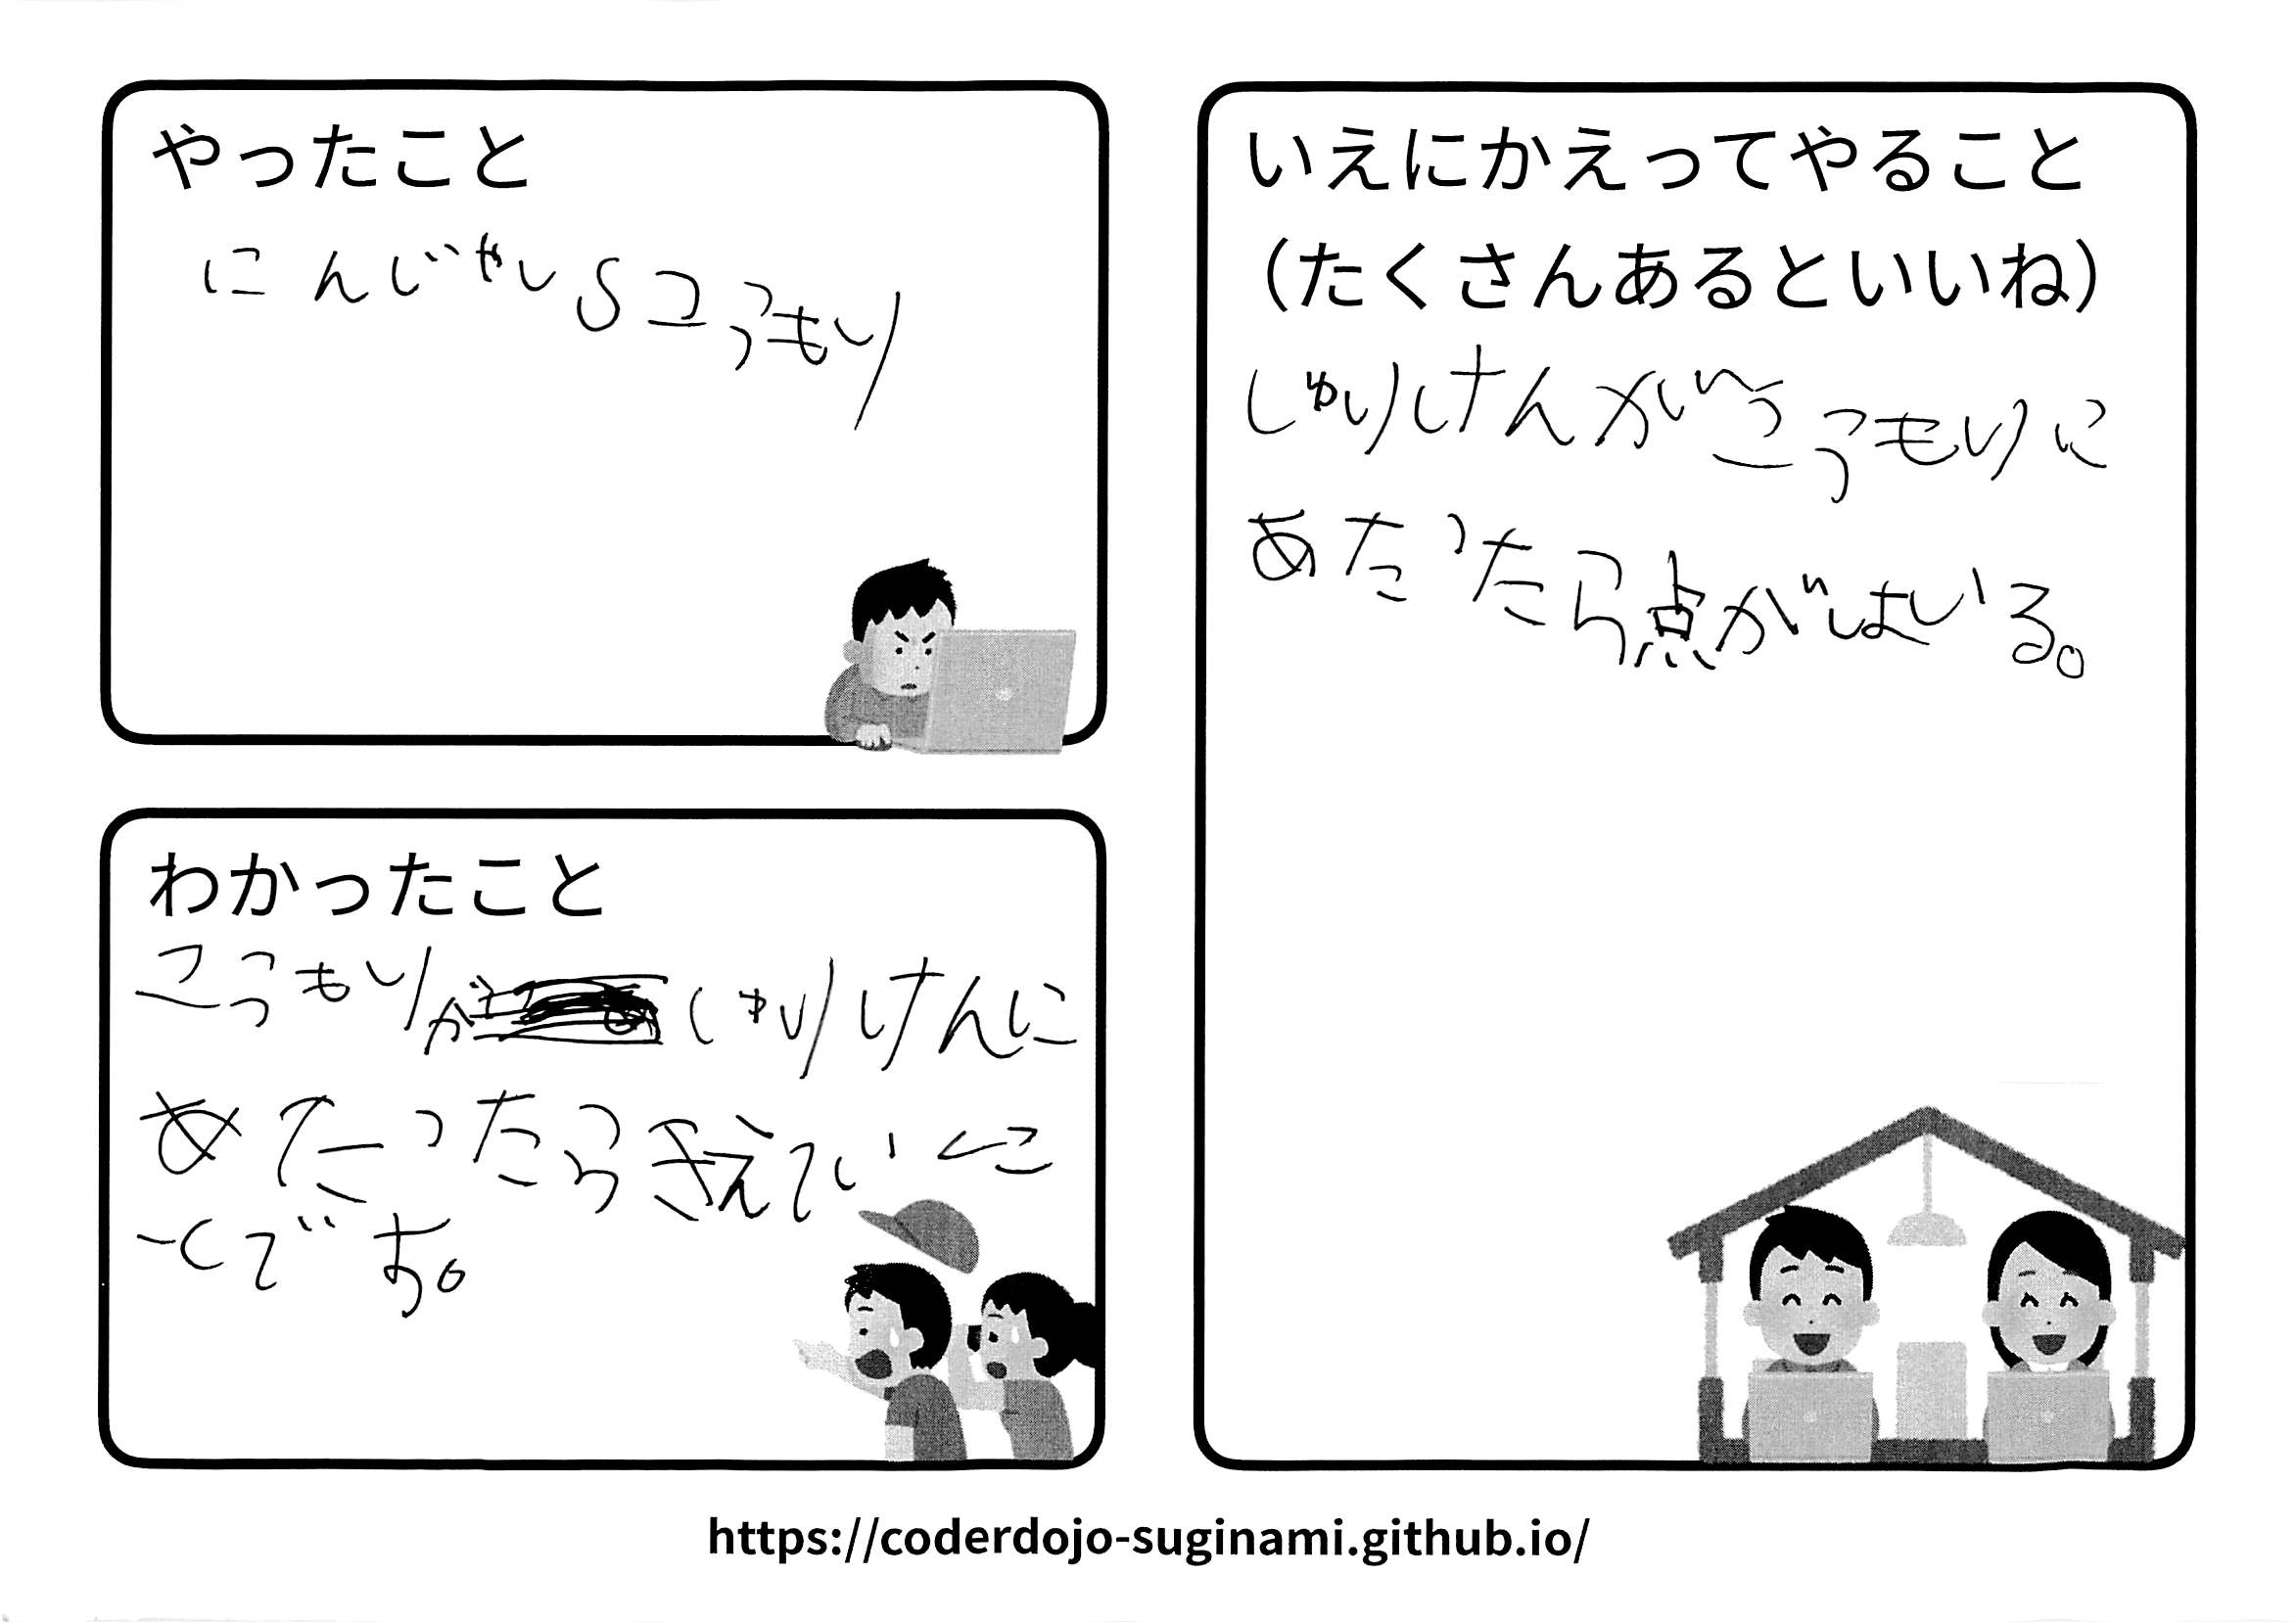 やったこと
にんじゃVSこうもり
わかったこと
こうもりがしゅりけんに
あたったらきえていくこ
とです。
いえにかえってやること
（たくさんあるといいね）
しゅりけんがこうもりに
あたったら点がはいる。
https://coderdojo-suginami.github.io/